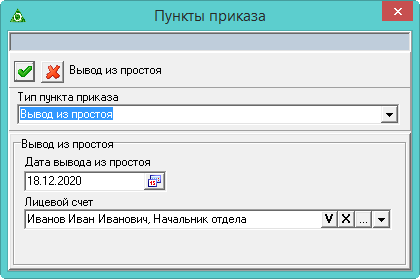 Пункты приказа
Вывод из простоя
Тип пункта приказа
Вывод из простоя
Вывод из простоя
Дата вывода из простоя
18.12.2020
Лицевой счет
Иванов Иван Иванович, Начальник отдела V X ...